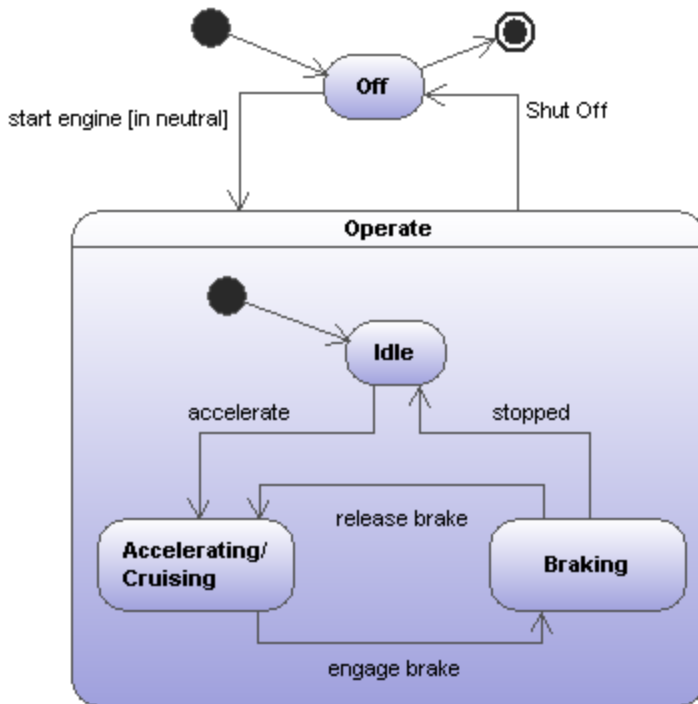 Off
start engine [in neutral]
Shut Off
Operate
Idle
accelerate
stopped
release brake
Accelerating/
Cruising
Braking
engage brake